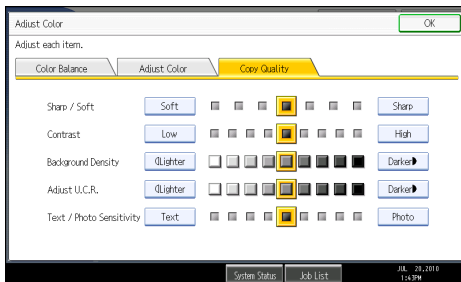 Adjust Color
OK
Adjust each item.
Color Balance Adjust Color Copy Quality
Sharp / Soft Soft Sharp
Contrast Low High
Background Density Lighter Darker
Adjust U.C.R. Lighter Darker
Text / Photo Sensitivity Text Photo
System Status Job List JUL 20,2010
1:43PM